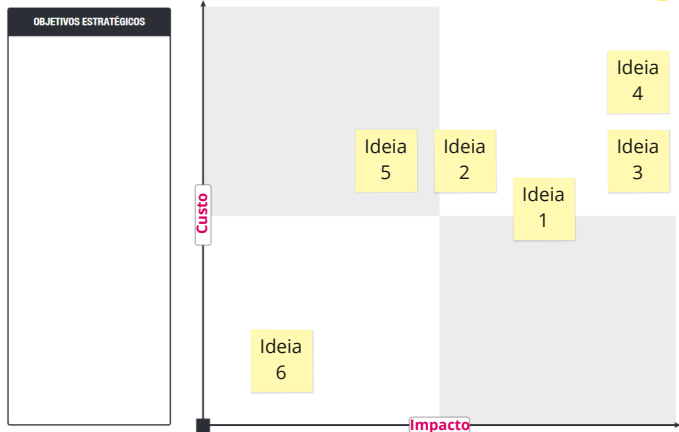 OBJETIVOS ESTRATÉGICOS
Ideia
4
Ideia
5
Ideia
2
Ideia
3
Ideia
1
Custo
Ideia
6
Impacto